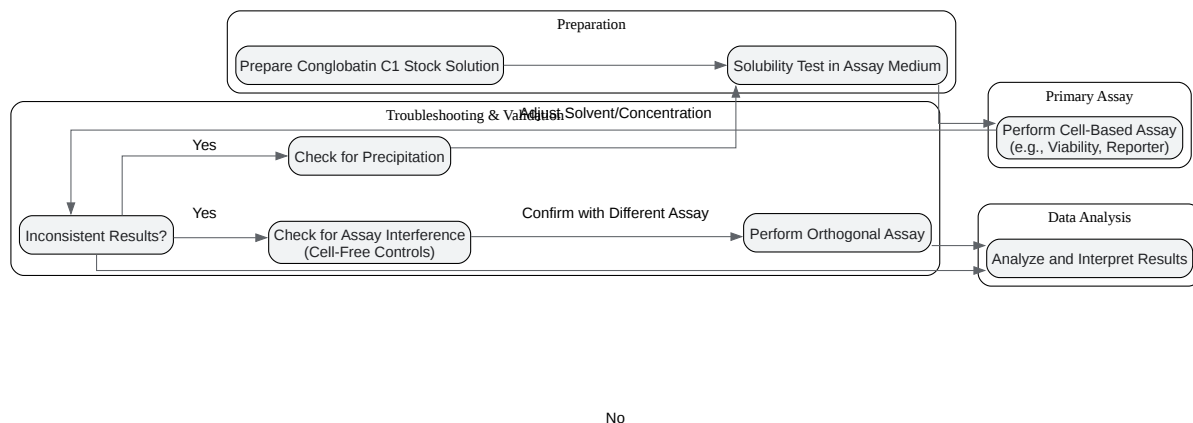 Preparation
Prepare Conglobatin C1 Stock Solution
Solubility Test in Assay Medium
Troubleshooting & Validation
Adjust Solvent/Concentration
Primary Assay
Perform Cell-Based Assay
(e.g., Viability, Reporter)
Yes
Check for Precipitation
Inconsistent Results?
Yes
Check for Assay Interference
(Cell-Free Controls)
Confirm with Different Assay
Perform Orthogonal Assay
Data Analysis
Analyze and Interpret Results
No